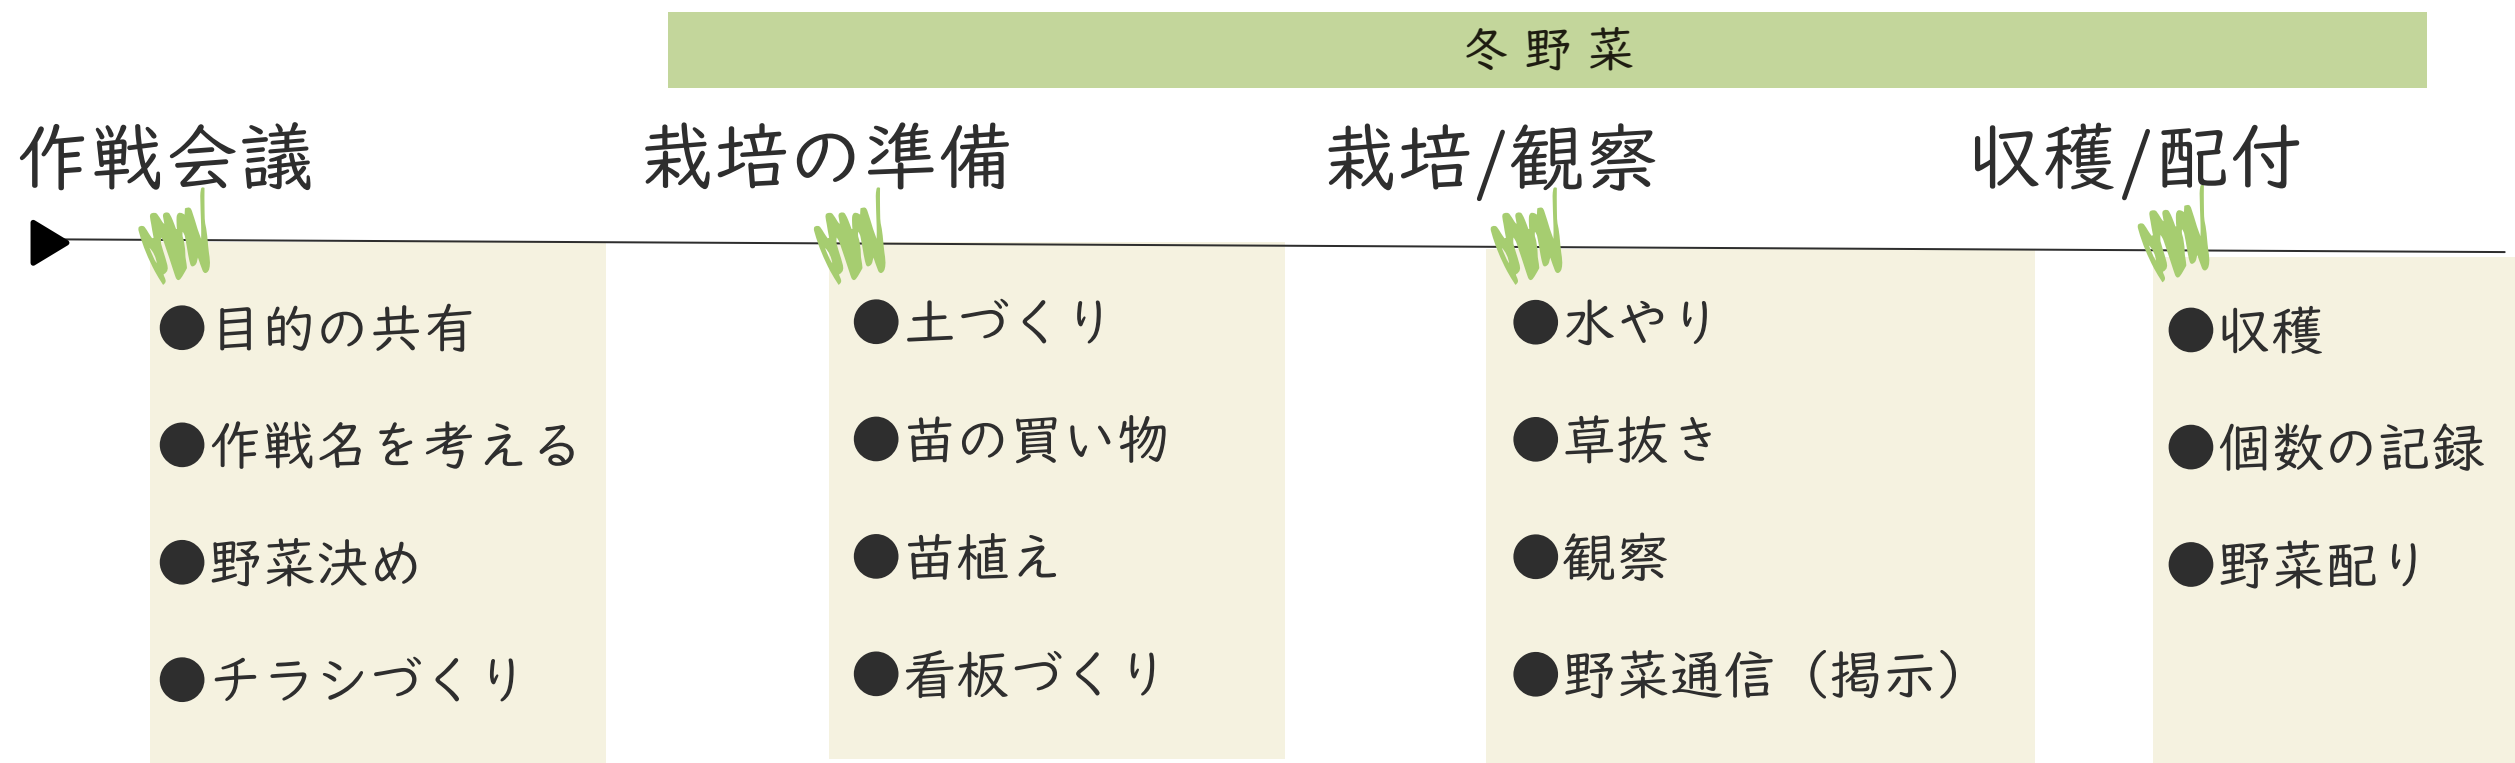 冬野菜
作戦会議
栽培の準備
栽培/観察
収穫/配付
●目的の共有
●作戦名を考える
●野菜決め
●チラシづくり
●土づくり
●苗の買い物
●苗植え
●看板づくり
●水やり
●草抜き
●観察
●野菜通信（掲示）
●収穫
●個数の記録
●野菜配り